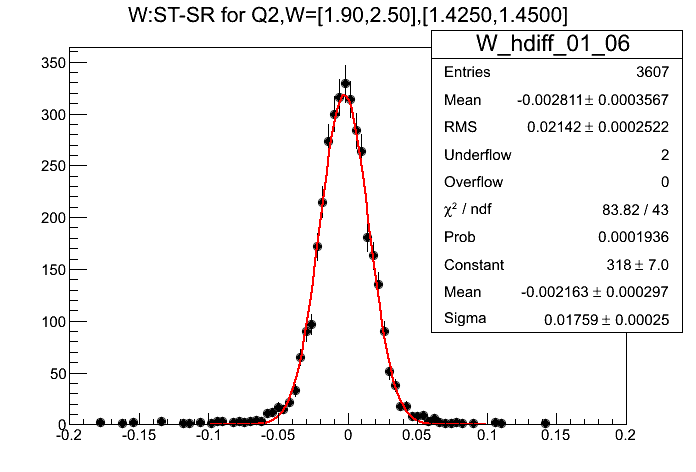 W:ST-SR for Q2,W=[1.90,2.50],[1.4250,1.4500]
W_hdiff_01_06
Entries 3607
Mean -0.002811 ± 0.0003567
RMS 0.02142 ± 0.0002522
Underflow 2
Overflow 0
χ² / ndf 83.82 / 43
Prob 0.0001936
Constant 318 ± 7.0
Mean -0.002163 ± 0.000297
Sigma 0.01759 ± 0.00025
350
300
250
200
150
100
50
0
-0.2 -0.15 -0.1 -0.05 0 0.05 0.1 0.15 0.2